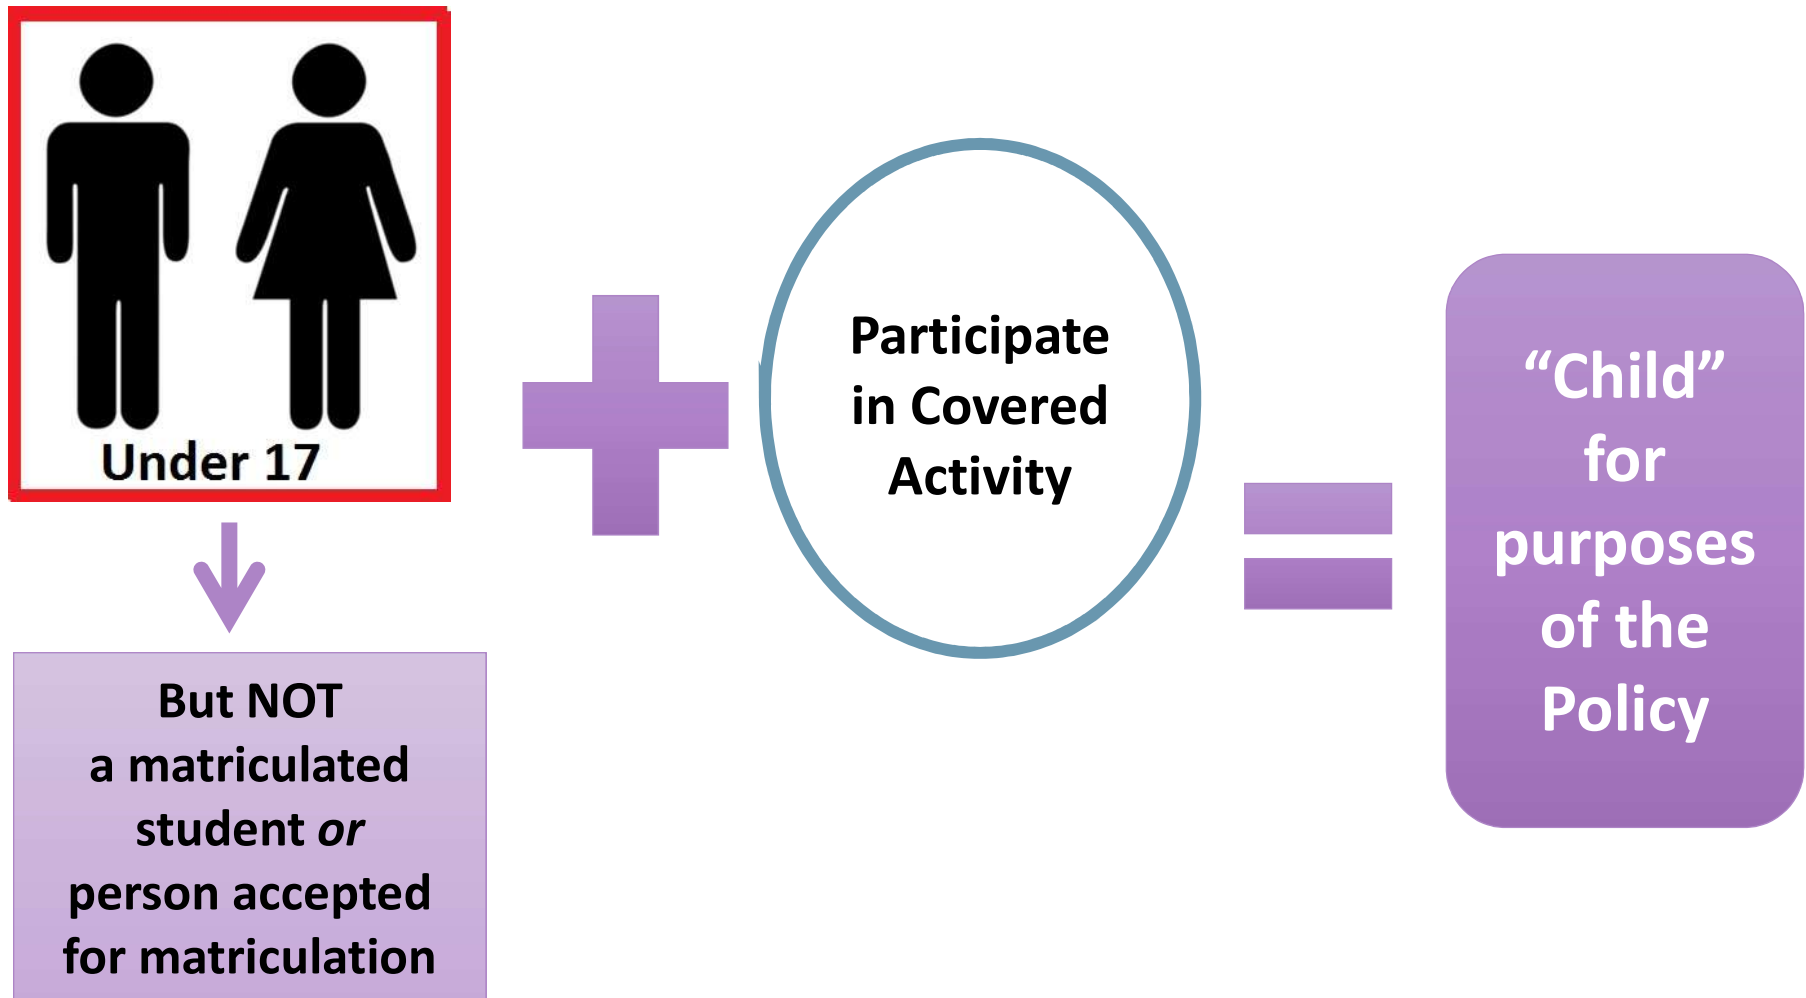 Under 17
But NOT
a matriculated
student or
person accepted
for matriculation
Participate
in Covered
Activity
“Child”
for
purposes
of the
Policy